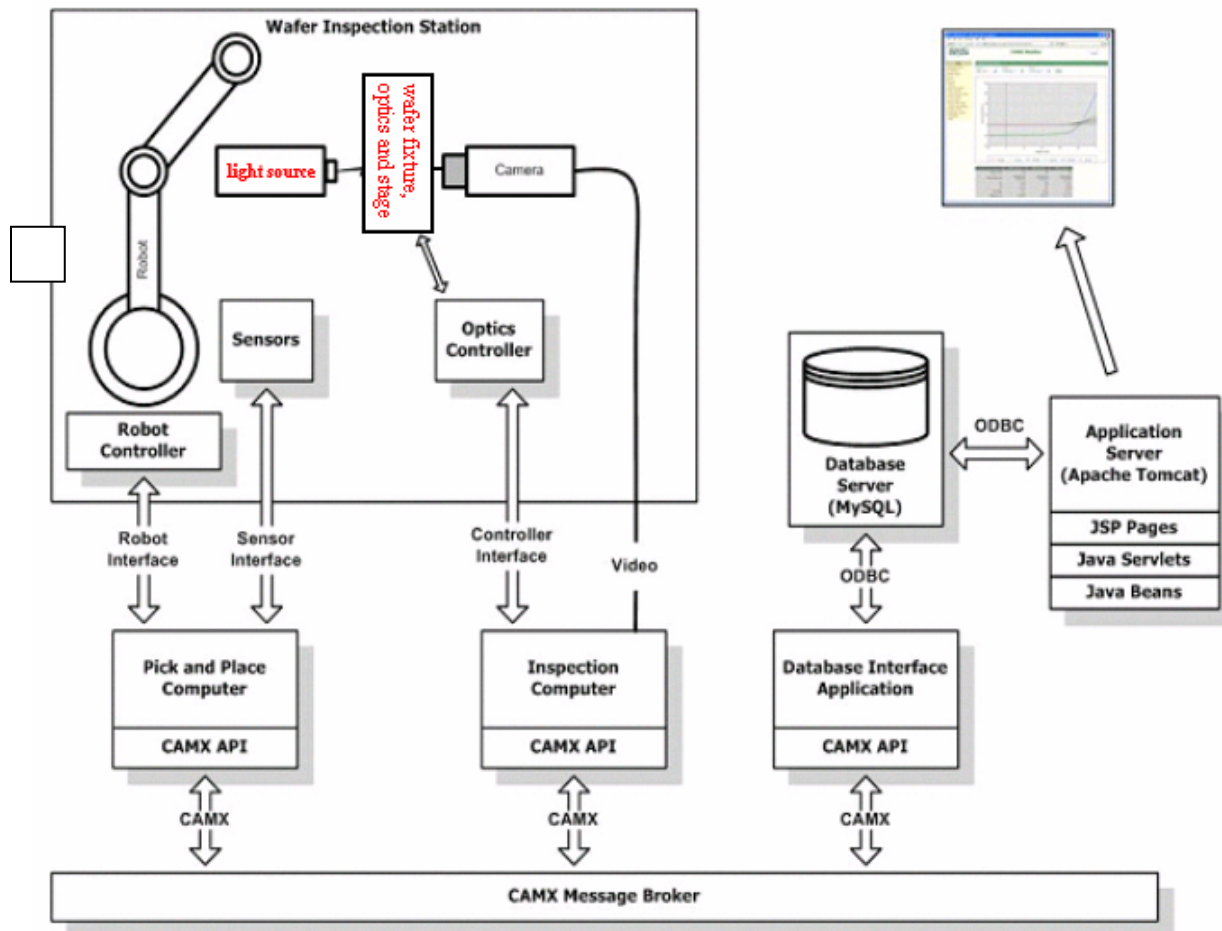 Wafer Inspection Station
wafer fixture,
optics and stage
light source
Camera
Robot
Sensors
Optics
Controller
Robot
Controller
Database
Server
(MySQL)
ODBC
Application
Server
(Apache Tomcat)
JSP Pages
Java Servlets
Java Beans
Robot
Interface
Sensor
Interface
Controller
Interface
Video
ODBC
Pick and Place
Computer
CAMX API
Inspection
Computer
CAMX API
Database Interface
Application
CAMX API
CAMX
CAMX
CAMX
CAMX Message Broker